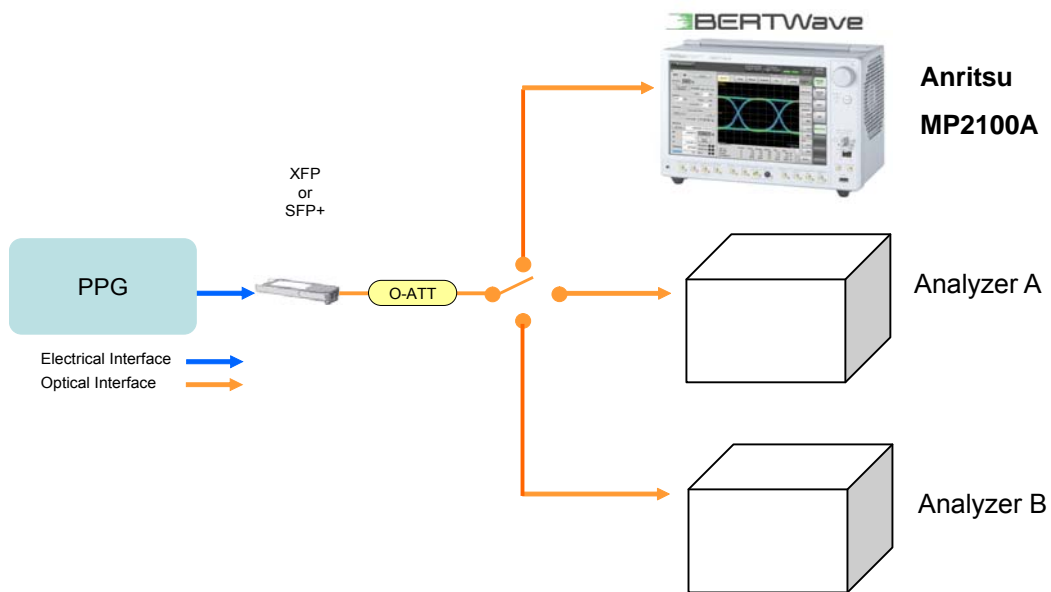 BERTWave
Anritsu
MP2100A
XFP
or
SFP+
PPG
O-ATT
Analyzer A
Electrical Interface
Optical Interface
Analyzer B